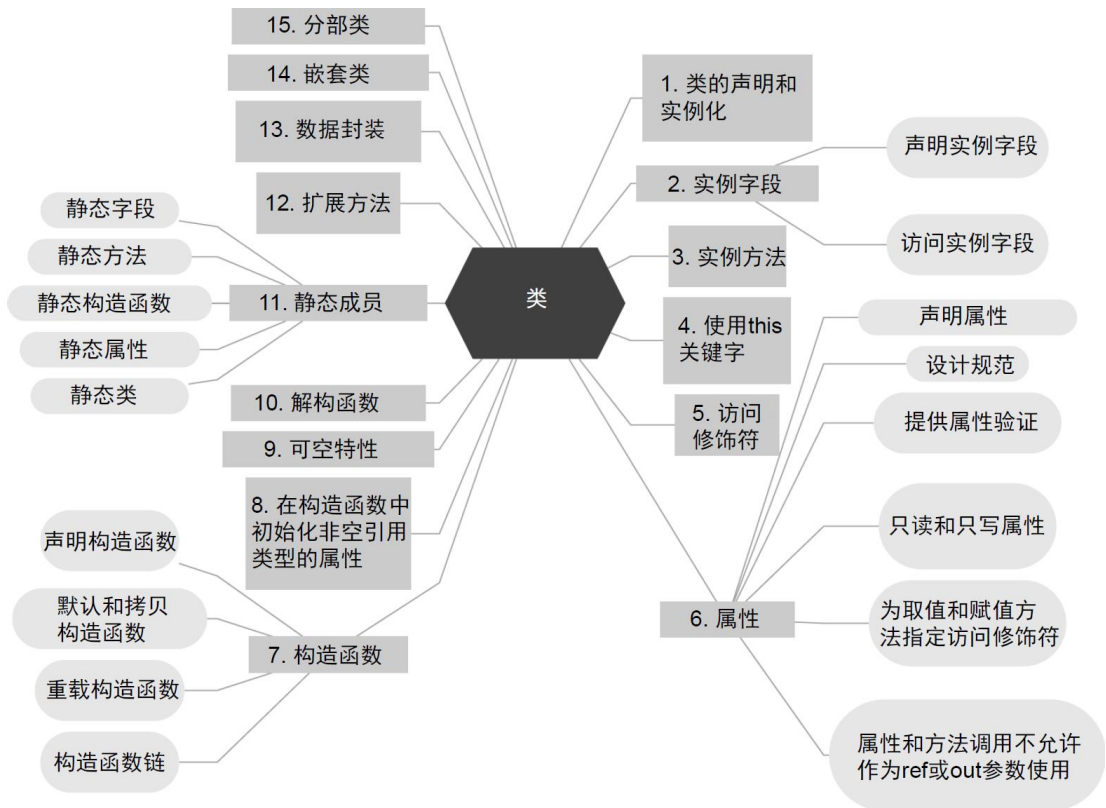 类
1. 类的声明和
实例化
2. 实例字段
声明实例字段
访问实例字段
3. 实例方法
4. 使用this
关键字
5. 访问
修饰符
6. 属性
声明属性
设计规范
提供属性验证
只读和只写属性
为取值和赋值方
法指定访问修饰符
属性和方法调用不允许
作为ref或out参数使用
7. 构造函数
声明构造函数
默认和拷贝
构造函数
重载构造函数
构造函数链
8. 在构造函数中
初始化非空引用
类型的属性
9. 可空特性
10. 解构函数
11. 静态成员
静态字段
静态方法
静态构造函数
静态属性
静态类
12. 扩展方法
13. 数据封装
14. 嵌套类
15. 分部类